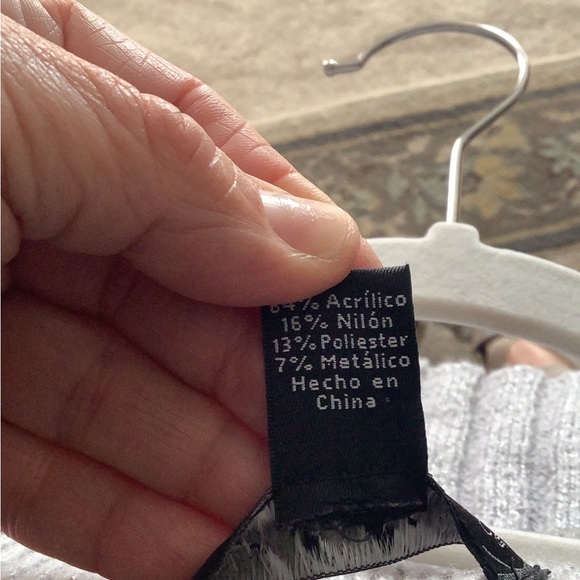 64% Acrílico
16% Nilón
13% Poliester
7% Metálico
Hecho en
China